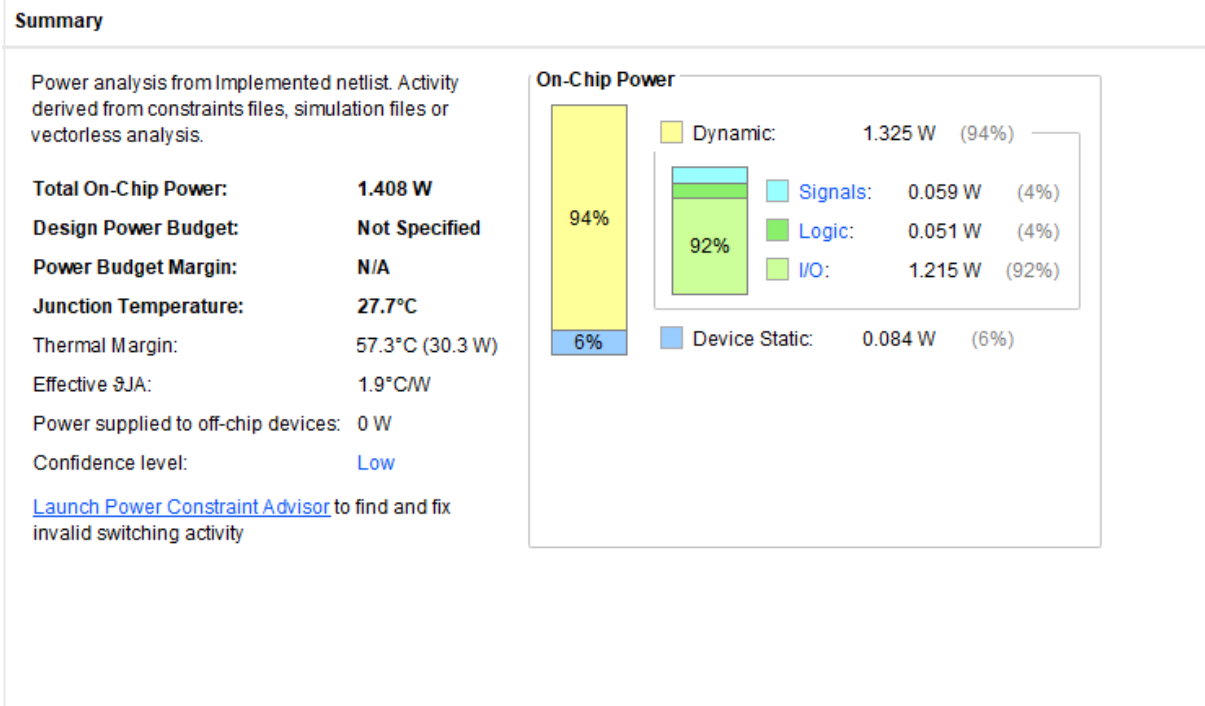 Summary
Power analysis from Implemented netlist. Activity
derived from constraints files, simulation files or
vectorless analysis.
Total On-Chip Power: 1.408 W
Design Power Budget: Not Specified
Power Budget Margin: N/A
Junction Temperature: 27.7°C
Thermal Margin: 57.3°C (30.3 W)
Effective ϑJA: 1.9°C/W
Power supplied to off-chip devices: 0 W
Confidence level: Low
Launch Power Constraint Advisor to find and fix
invalid switching activity
On-Chip Power
94%
6%
Dynamic: 1.325 W (94%)
92%
Signals: 0.059 W (4%)
Logic: 0.051 W (4%)
I/O: 1.215 W (92%)
Device Static: 0.084 W (6%)